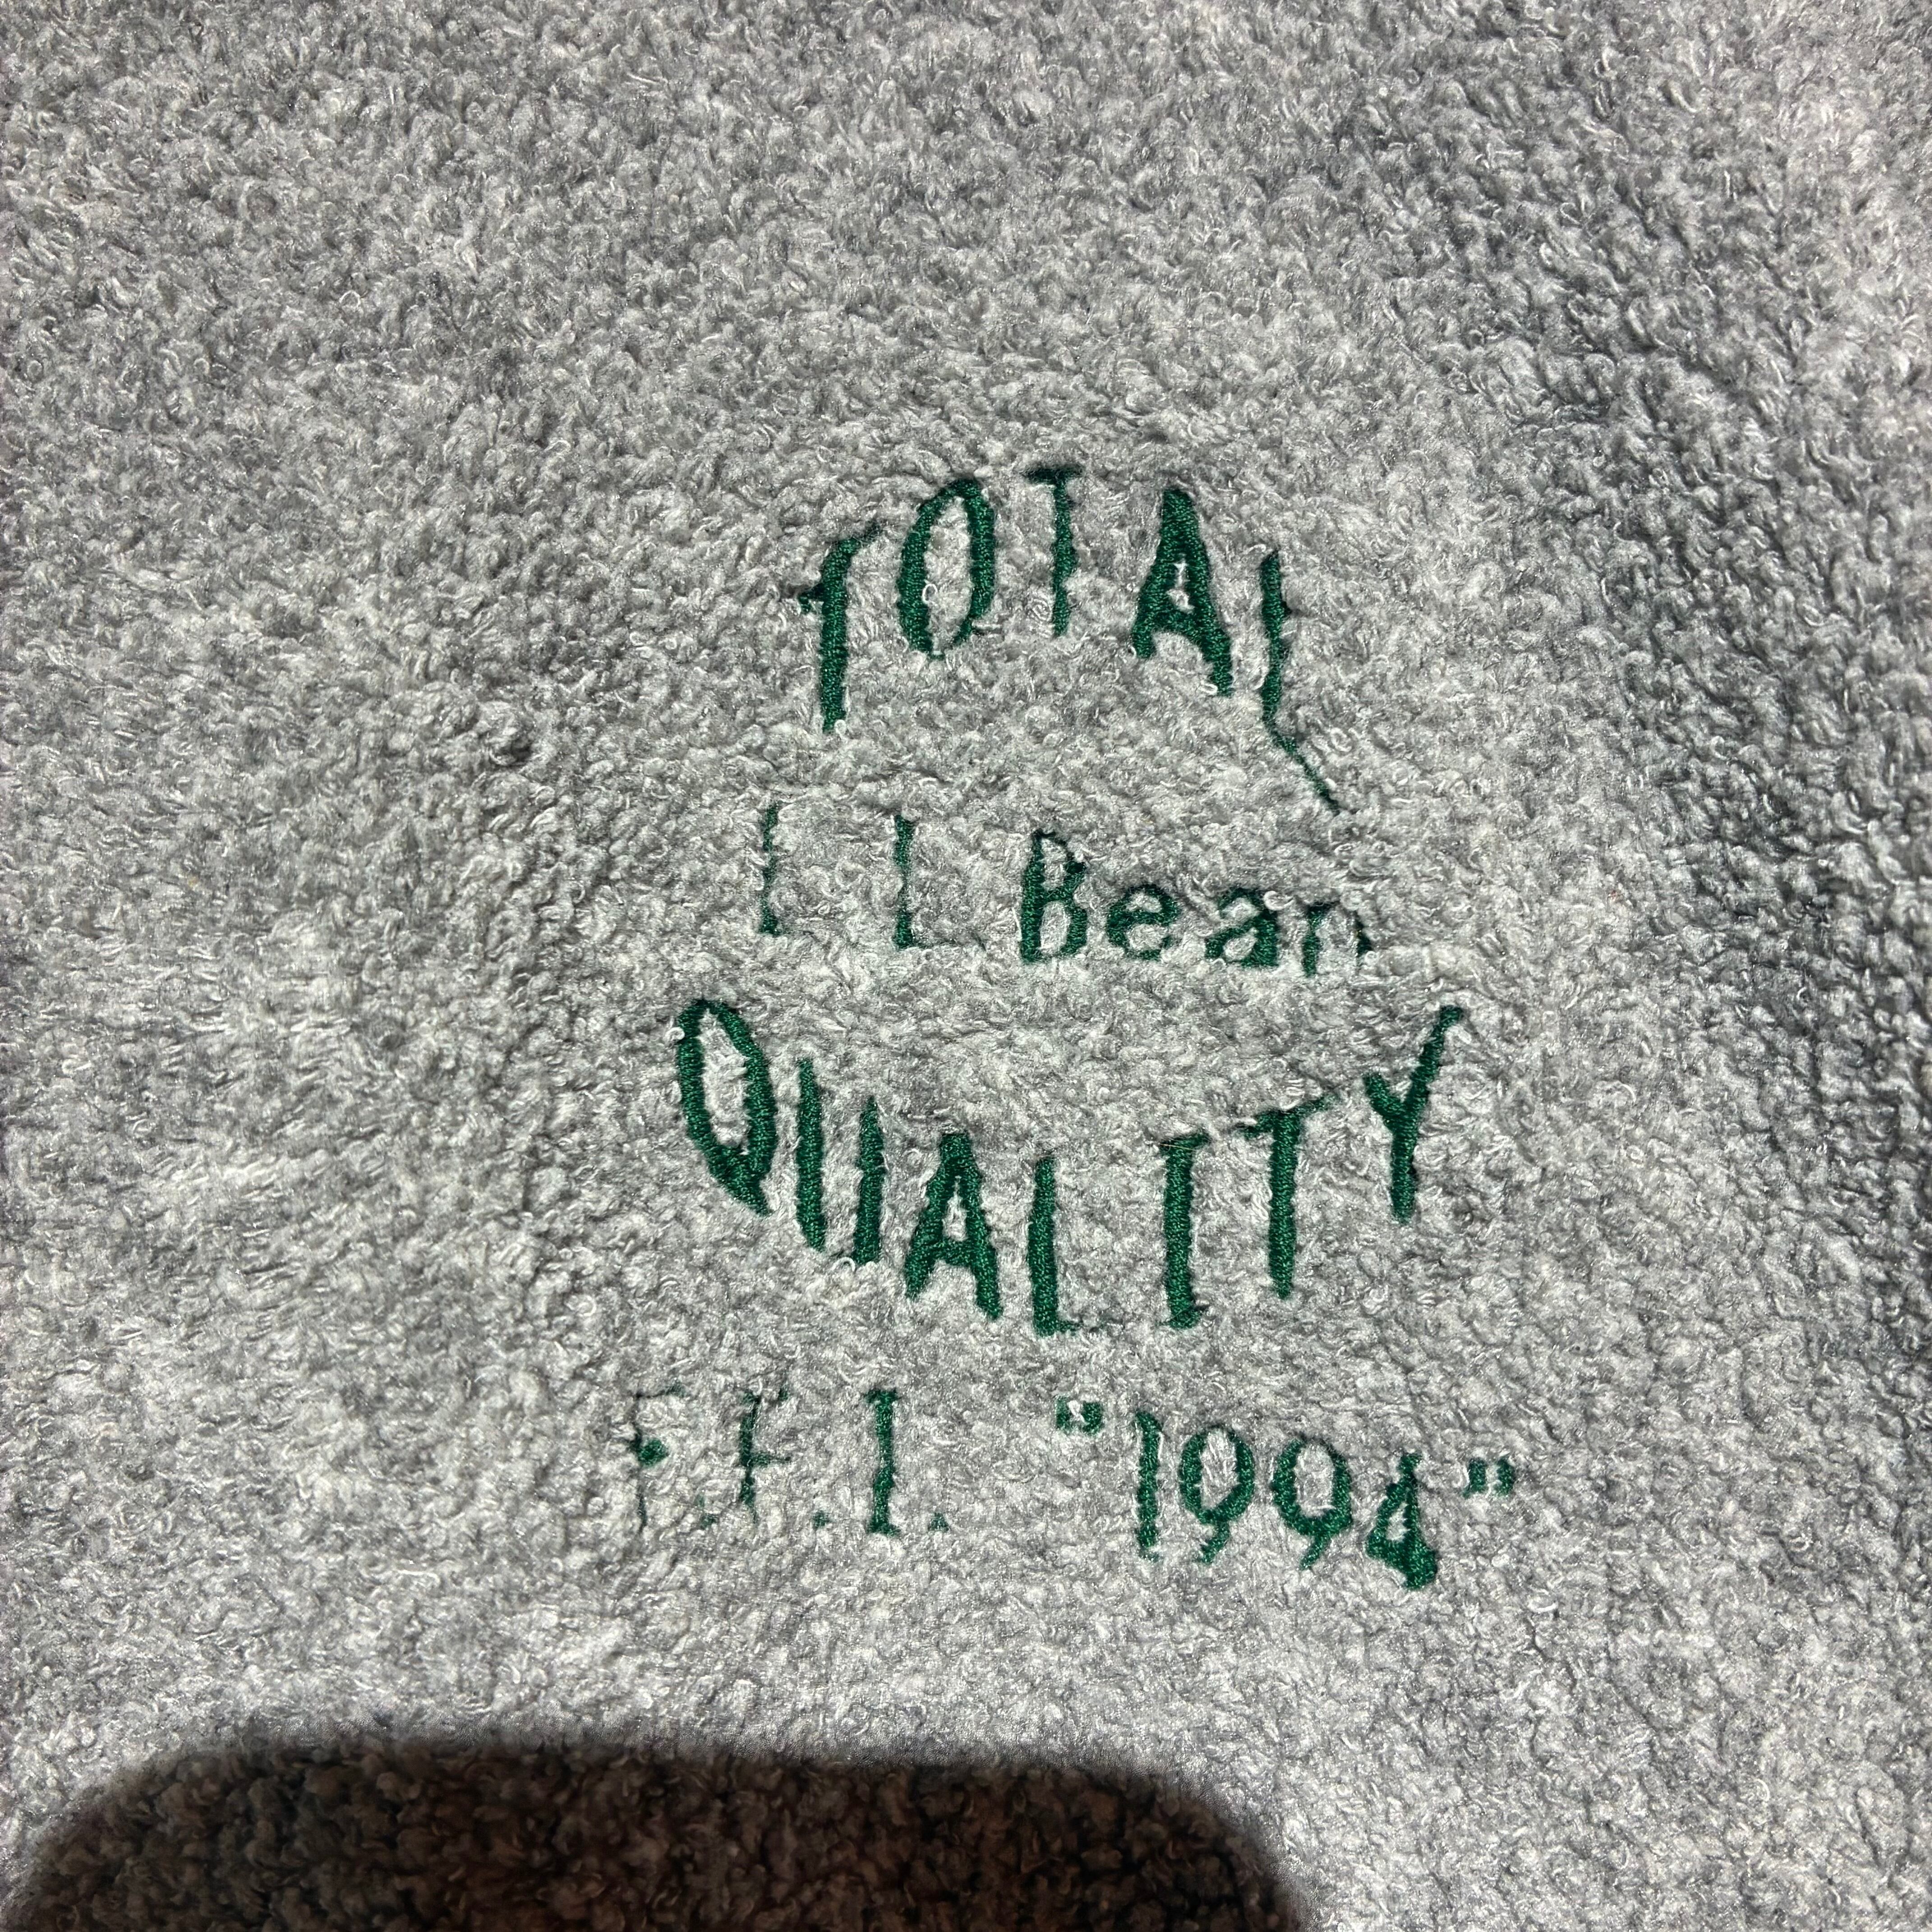 TOTAL
L L Bean
QUALITY
F.F.I. "1994"